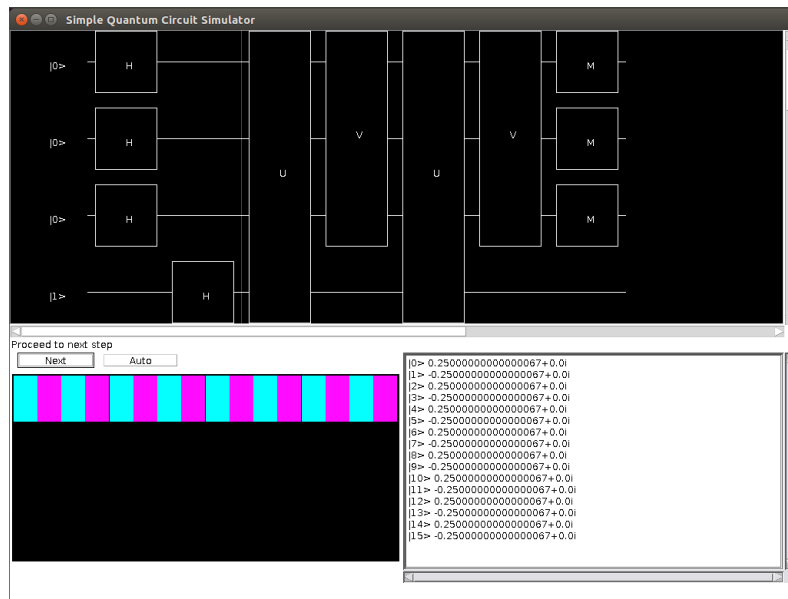 Simple Quantum Circuit Simulator
|0> H M
|0> H V V M
U U
|0> H M
|1> H
Proceed to next step
Next Auto
|0> 0.25000000000000067+0.0i
|1> -0.25000000000000067+0.0i
|2> 0.25000000000000067+0.0i
|3> -0.25000000000000067+0.0i
|4> 0.25000000000000067+0.0i
|5> -0.25000000000000067+0.0i
|6> 0.25000000000000067+0.0i
|7> -0.25000000000000067+0.0i
|8> 0.25000000000000067+0.0i
|9> -0.25000000000000067+0.0i
|10> 0.25000000000000067+0.0i
|11> -0.25000000000000067+0.0i
|12> 0.25000000000000067+0.0i
|13> -0.25000000000000067+0.0i
|14> 0.25000000000000067+0.0i
|15> -0.25000000000000067+0.0i